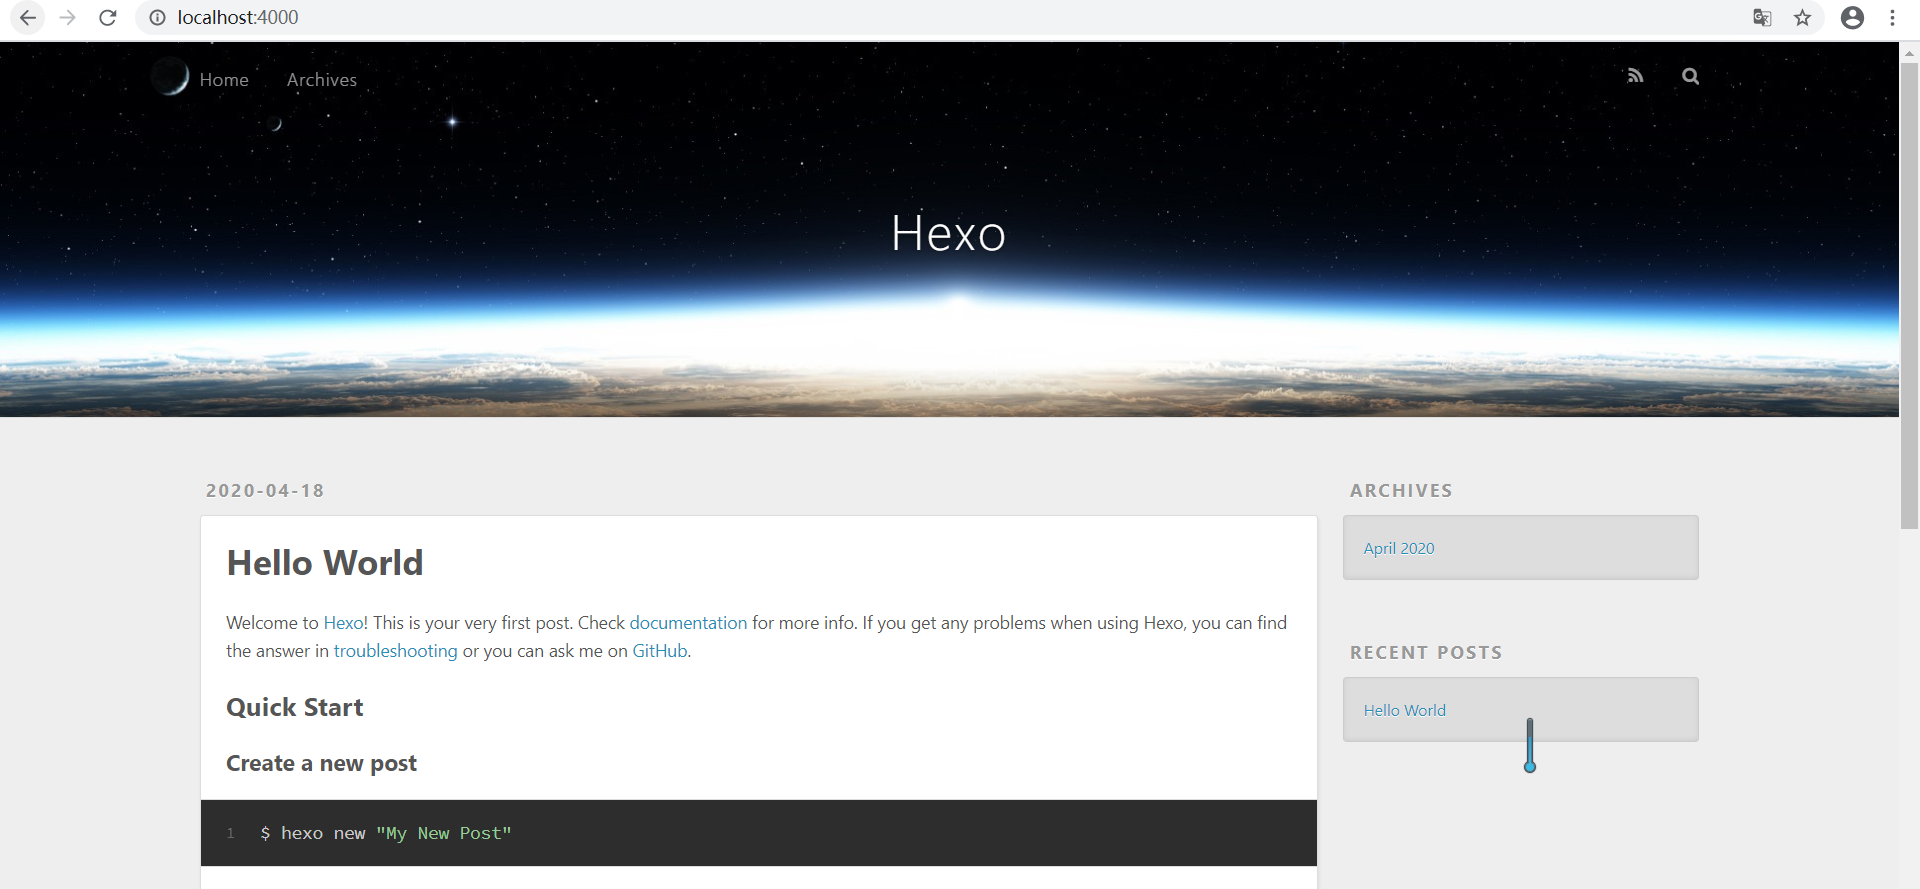 localhost:4000
Home
Archives
Hexo
2020-04-18
Hello World
Welcome to Hexo! This is your very first post. Check documentation for more info. If you get any problems when using Hexo, you can find
the answer in troubleshooting or you can ask me on GitHub.
Quick Start
Create a new post
1 $ hexo new "My New Post"
ARCHIVES
April 2020
RECENT POSTS
Hello World